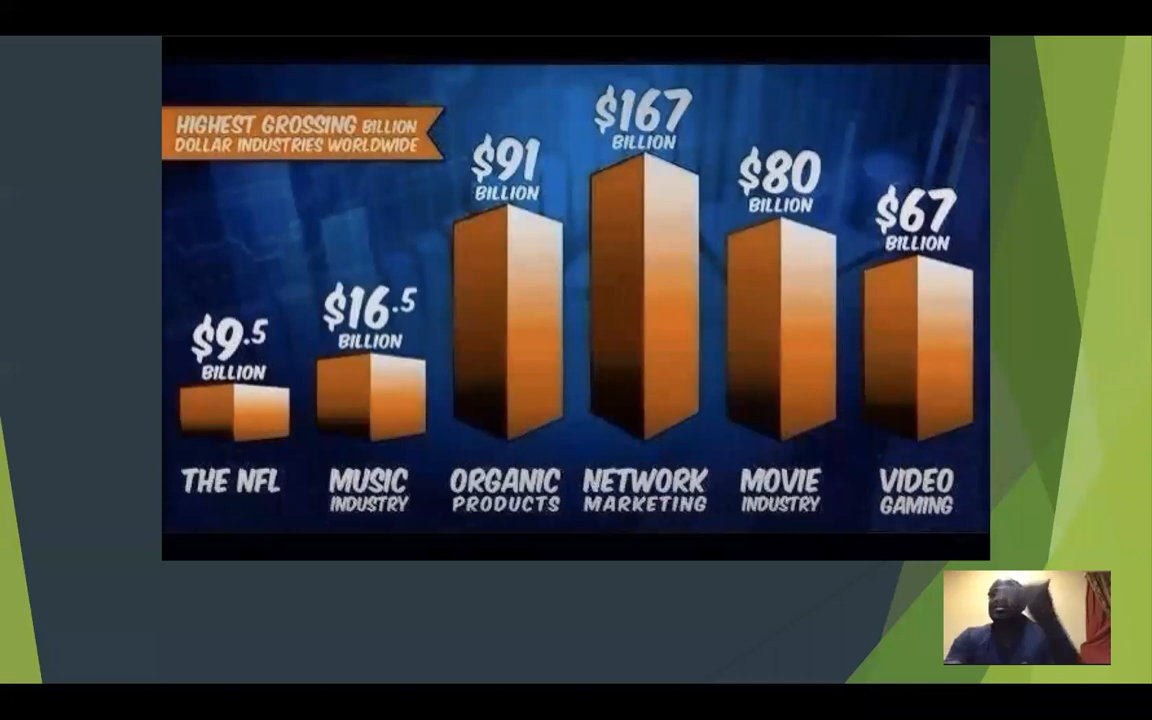 HIGHEST GROSSING BILLION
DOLLAR INDUSTRIES WORLDWIDE
$9.5
BILLION
THE NFL
$16.5
BILLION
MUSIC
INDUSTRY
$91
BILLION
ORGANIC
PRODUCTS
$167
BILLION
NETWORK
MARKETING
$80
BILLION
MOVIE
INDUSTRY
$67
BILLION
VIDEO
GAMING